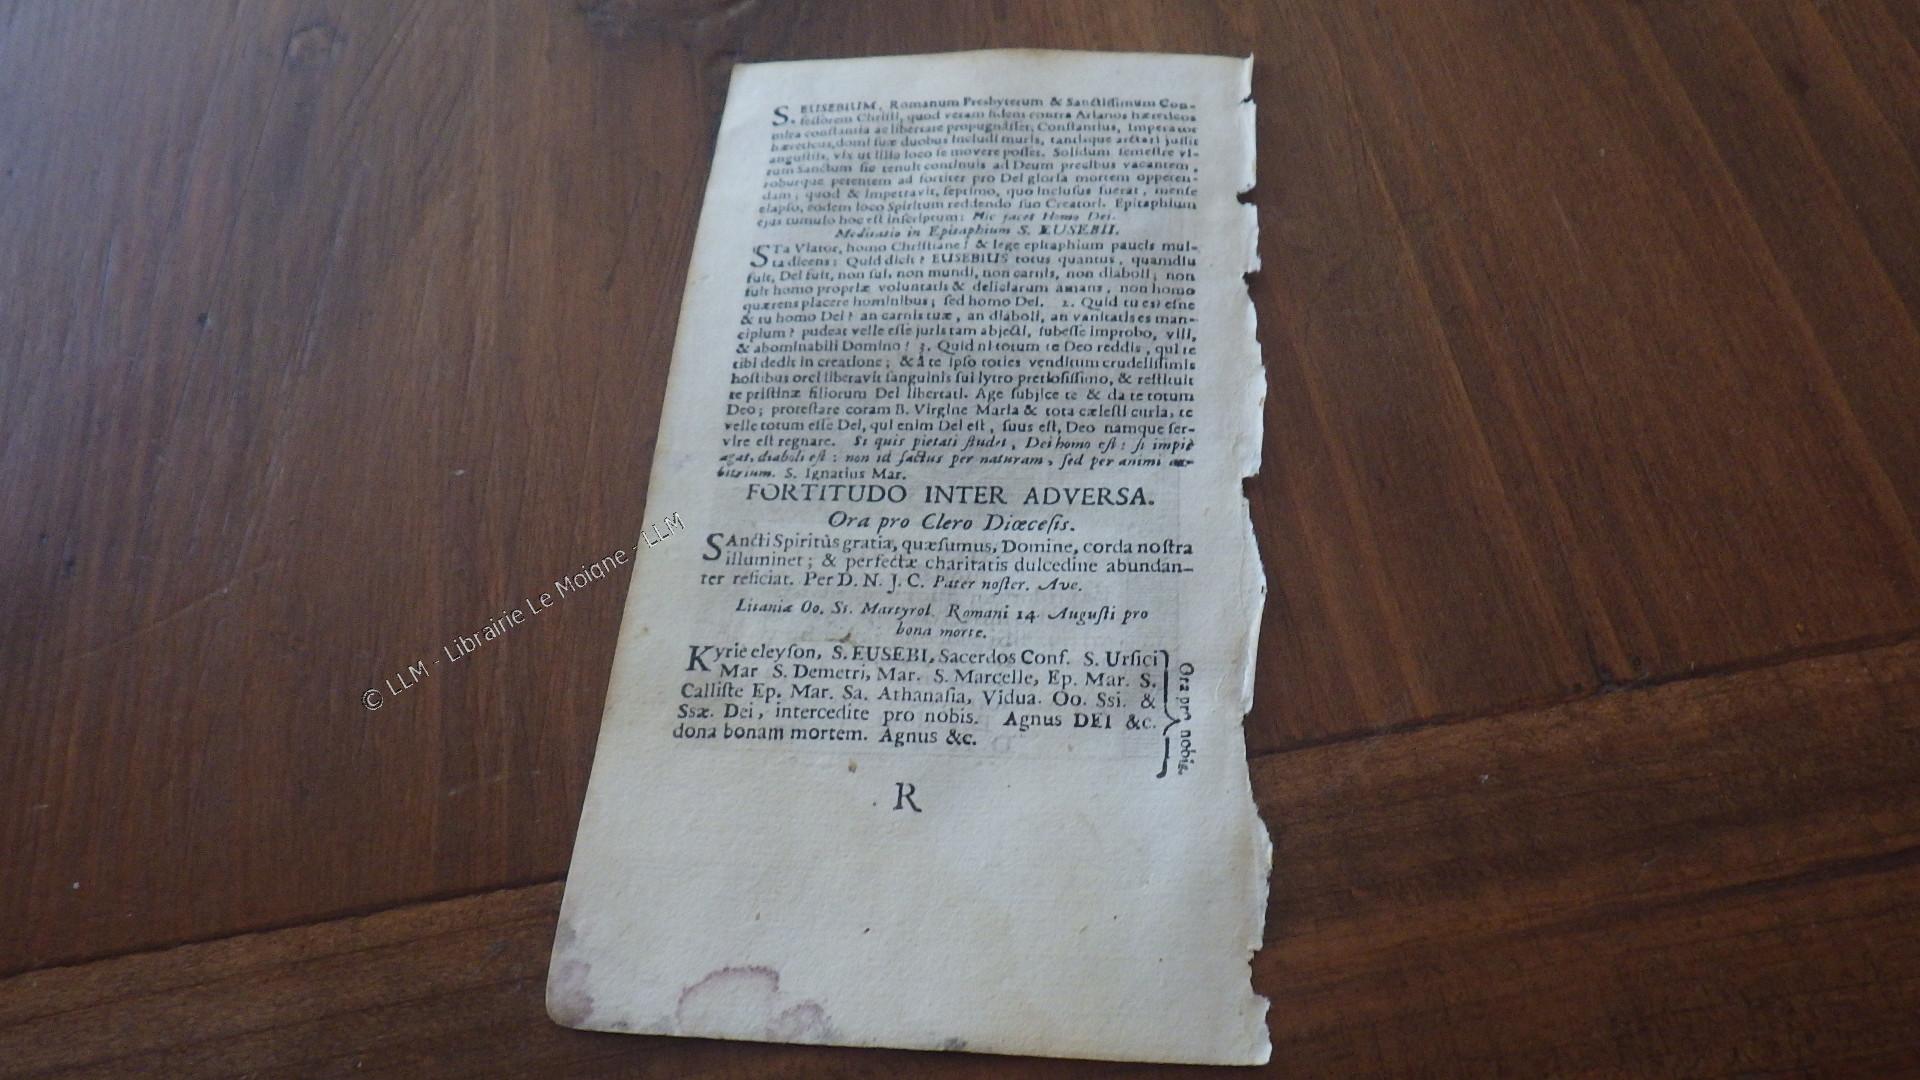 S. EUSEBIUM, Romanum Presbyterum & Sanctissimum Con-
fessorem Christi, quod veram fidem contra Arianos hæreticos
mira constantia ac libertate propugnasset, Constantius, Imperator
hæreticus, domi suæ duobus includi muris, tandique arctari jussit
angustiis, vix ut illio loco se movere posset. Solidum semestre vi-
rum Sanctum sic tenuit continuis ad Deum precibus vacantem,
roburque petentem ad fortiter pro Dei gloria mortem oppeten-
dam; quod & impetravit, septimo, quo inclusus fuerat, mense
elapso, eodem loco Spiritum reddendo suo Creatori. Epitaphium
ejus tumulo hoc est inscriptum: Hic jacet Homo Dei.
Meditatio in Epitaphium S. EUSEBII.
STa Viator, homo Christiane! & lege epitaphium paucis mul-
ta dicens: Quid dicit? EUSEBIUS totus quantus, quamdiu
fuit, Dei fuit, non sui, non mundi, non carnis, non diaboli; non
fuit homo propriæ voluntatis & deliciarum amans, non homo
quærens placere hominibus; sed homo Dei. 2. Quid tu es? esne
& tu homo Dei? an carnis tuæ, an diaboli, an vanitatis es man-
cipium? pudeat velle esse juris tam abjecti, subesse improbo, vili,
& abominabili Domino! 3. Quid ni totum te Deo reddis, qui te
tibi dedit in creatione; & à te ipso toties venditum crudelissimis
hostibus orci liberavit sanguinis sui lytro pretiosissimo, & restituit
te pristinæ filiorum Dei libertati. Age subjice te & da te totum
Deo; protestare coram B. Virgine Maria & tota cælesti curia, te
velle totum esse Dei, qui enim Dei est, suus est, Deo namque ser-
vire est regnare. Si quis pietati studet, Dei homo est: si impiè
agat, diaboli est: non id factus per naturam, sed per animi ar-
bitrium. S. Ignatius Mar.
FORTITUDO INTER ADVERSA.
Ora pro Clero Diœcesis.
SAncti Spiritûs gratia, quæsumus, Domine, corda nostra
illuminet; & perfectæ charitatis dulcedine abundan-
ter reficiat. Per D. N. J. C. Pater noster. Ave.
Litaniæ Oo. Ss. Martyrol. Romani 14. Augusti pro
bona morte.
Kyrie eleyson, S. EUSEBI, Sacerdos Conf. S. Ursici
Mar S. Demetri, Mar. S. Marcelle, Ep. Mar. S.
Calliste Ep. Mar. Sa. Athanasia, Vidua. Oo. Ssi. &
Ssæ. Dei, intercedite pro nobis. Agnus DEI &c.
dona bonam mortem. Agnus &c.
Ora pro nobis.
R
© LLM - Librairie Le Moigne - LLM